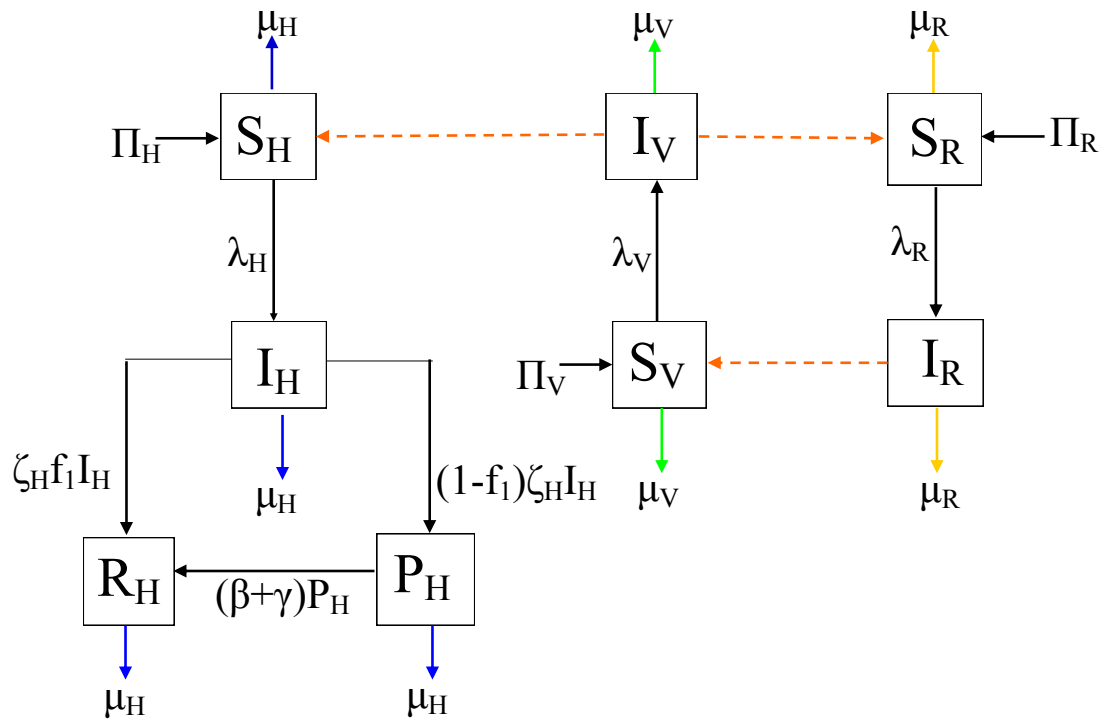 μH μV μR
ΠH SH IV SR ΠR
λH λV λR
IH ΠV SV IR
ζHf1IH (1-f1)ζHIH μH μV μR
RH (β+γ)PH PH
μH μH